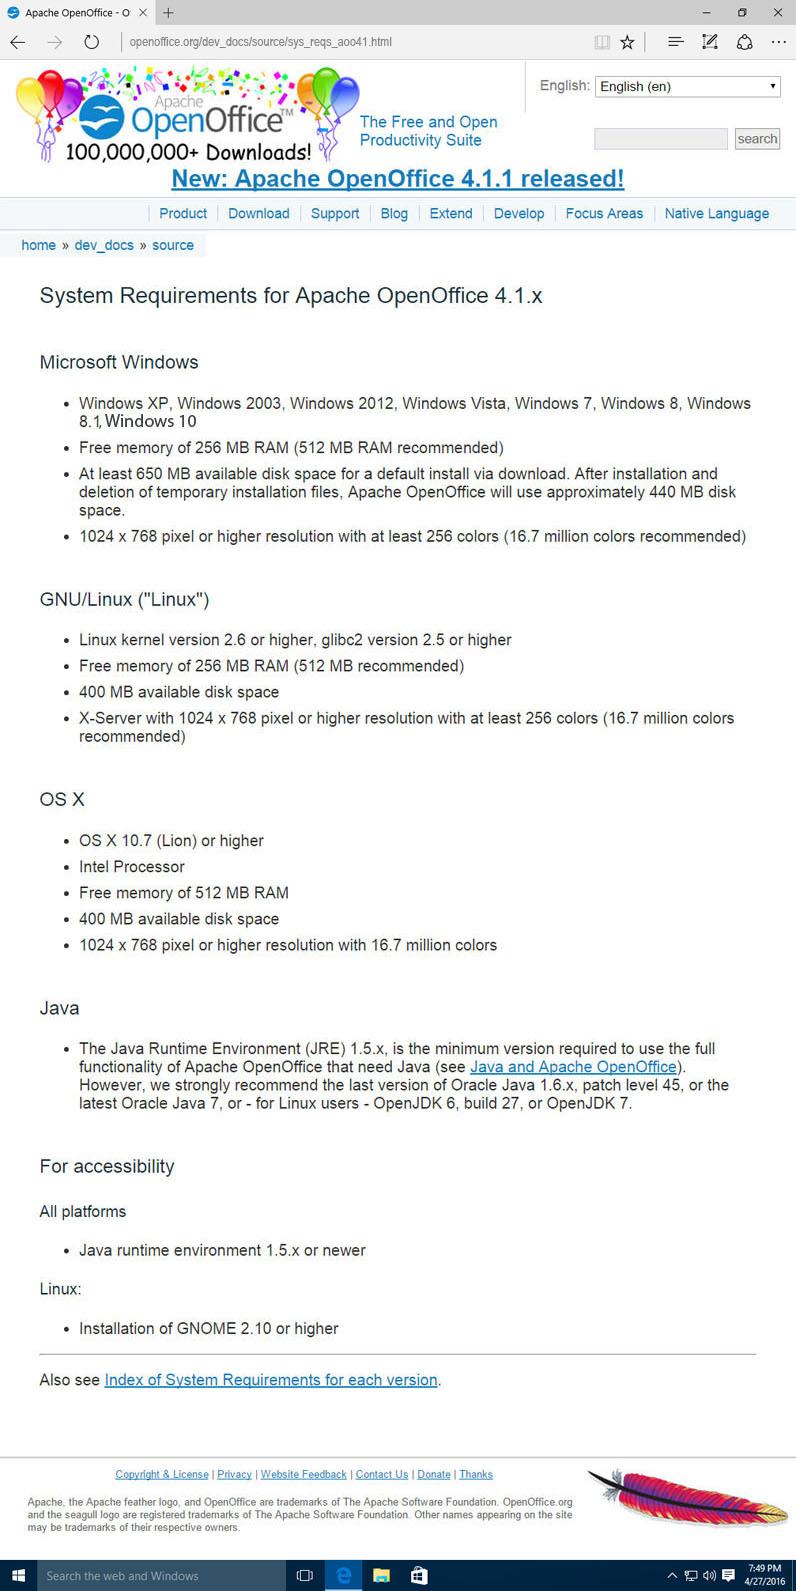 Apache OpenOffice - O
openoffice.org/dev_docs/source/sys_reqs_aoo41.html
Apache
OpenOffice™
100,000,000+ Downloads!
The Free and Open
Productivity Suite
English: English (en)
search
New: Apache OpenOffice 4.1.1 released!
Product Download Support Blog Extend Develop Focus Areas Native Language
home » dev_docs » source
System Requirements for Apache OpenOffice 4.1.x
Microsoft Windows
• Windows XP, Windows 2003, Windows 2012, Windows Vista, Windows 7, Windows 8, Windows
8.1, Windows 10
• Free memory of 256 MB RAM (512 MB RAM recommended)
• At least 650 MB available disk space for a default install via download. After installation and
deletion of temporary installation files, Apache OpenOffice will use approximately 440 MB disk
space.
• 1024 x 768 pixel or higher resolution with at least 256 colors (16.7 million colors recommended)
GNU/Linux ("Linux")
• Linux kernel version 2.6 or higher, glibc2 version 2.5 or higher
• Free memory of 256 MB RAM (512 MB recommended)
• 400 MB available disk space
• X-Server with 1024 x 768 pixel or higher resolution with at least 256 colors (16.7 million colors
recommended)
OS X
• OS X 10.7 (Lion) or higher
• Intel Processor
• Free memory of 512 MB RAM
• 400 MB available disk space
• 1024 x 768 pixel or higher resolution with 16.7 million colors
Java
• The Java Runtime Environment (JRE) 1.5.x, is the minimum version required to use the full
functionality of Apache OpenOffice that need Java (see Java and Apache OpenOffice).
However, we strongly recommend the last version of Oracle Java 1.6.x, patch level 45, or the
latest Oracle Java 7, or - for Linux users - OpenJDK 6, build 27, or OpenJDK 7.
For accessibility
All platforms
• Java runtime environment 1.5.x or newer
Linux:
• Installation of GNOME 2.10 or higher
Also see Index of System Requirements for each version.
Copyright & License | Privacy | Website Feedback | Contact Us | Donate | Thanks
Apache, the Apache feather logo, and OpenOffice are trademarks of The Apache Software Foundation. OpenOffice.org
and the seagull logo are registered trademarks of The Apache Software Foundation. Other names appearing on the site
may be trademarks of their respective owners.
Search the web and Windows
7:49 PM
4/27/2016